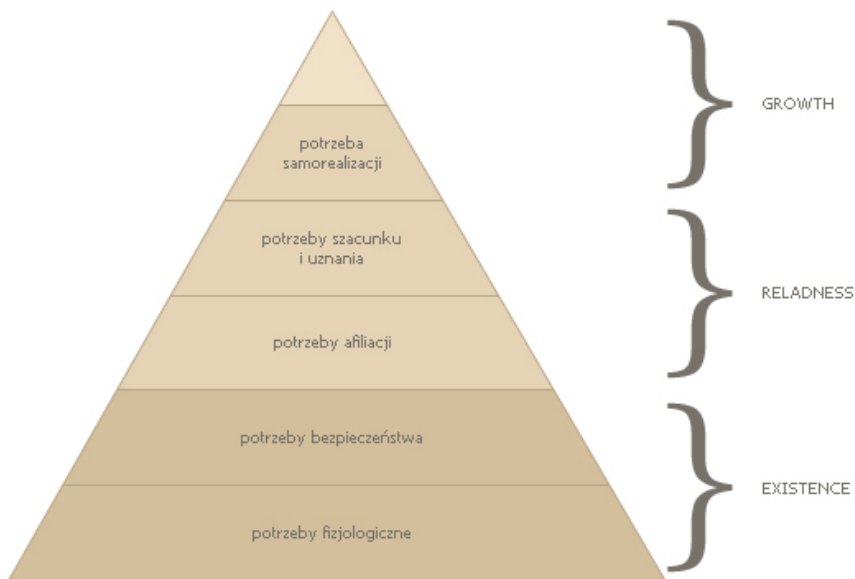 GROWTH
potrzeba
samorealizacji
potrzeby szacunku
i uznania
RELADNESS
potrzeby afiliacji
potrzeby bezpieczeństwa
EXISTENCE
potrzeby fizjologiczne